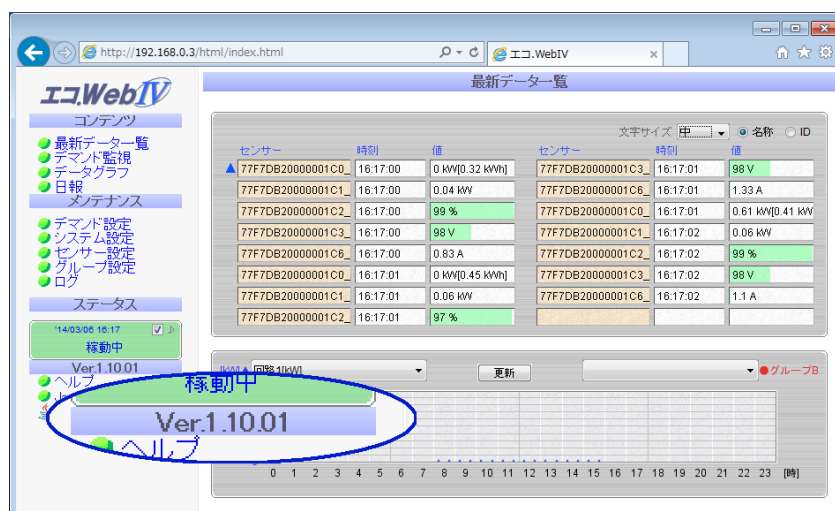 http://192.168.0.3/html/index.html
エコ.WebIV
エコ.WebIV
コンテンツ
最新データ一覧
デマンド監視
データグラフ
日報
メンテナンス
デマンド設定
システム設定
センサー設定
グループ設定
ログ
ステータス
'14/03/06 16:17
稼動中
Ver.1.10.01
ヘルプ
最新データ一覧
文字サイズ 中 名称 ID
センサー 時刻 値 センサー 時刻 値
77F7DB20000001C0_ 16:17:00 0 kW[0.32 kWh] 77F7DB20000001C3_ 16:17:01 98 V
77F7DB20000001C1_ 16:17:00 0.04 kW 77F7DB20000001C6_ 16:17:01 1.33 A
77F7DB20000001C2_ 16:17:00 99 % 77F7DB20000001C0_ 16:17:01 0.61 kW[0.41 kW
77F7DB20000001C3_ 16:17:00 98 V 77F7DB20000001C1_ 16:17:02 0.06 kW
77F7DB20000001C6_ 16:17:00 0.83 A 77F7DB20000001C2_ 16:17:02 99 %
77F7DB20000001C0_ 16:17:01 0 kW[0.45 kWh] 77F7DB20000001C3_ 16:17:02 98 V
77F7DB20000001C1_ 16:17:01 0.06 kW 77F7DB20000001C6_ 16:17:02 1.1 A
77F7DB20000001C2_ 16:17:01 97 %
[kW] 回路1[kW] 更新 グループB
稼動中
Ver.1.10.01
ヘルプ
0 1 2 3 4 5 6 7 8 9 10 11 12 13 14 15 16 17 18 19 20 21 22 23 [時]